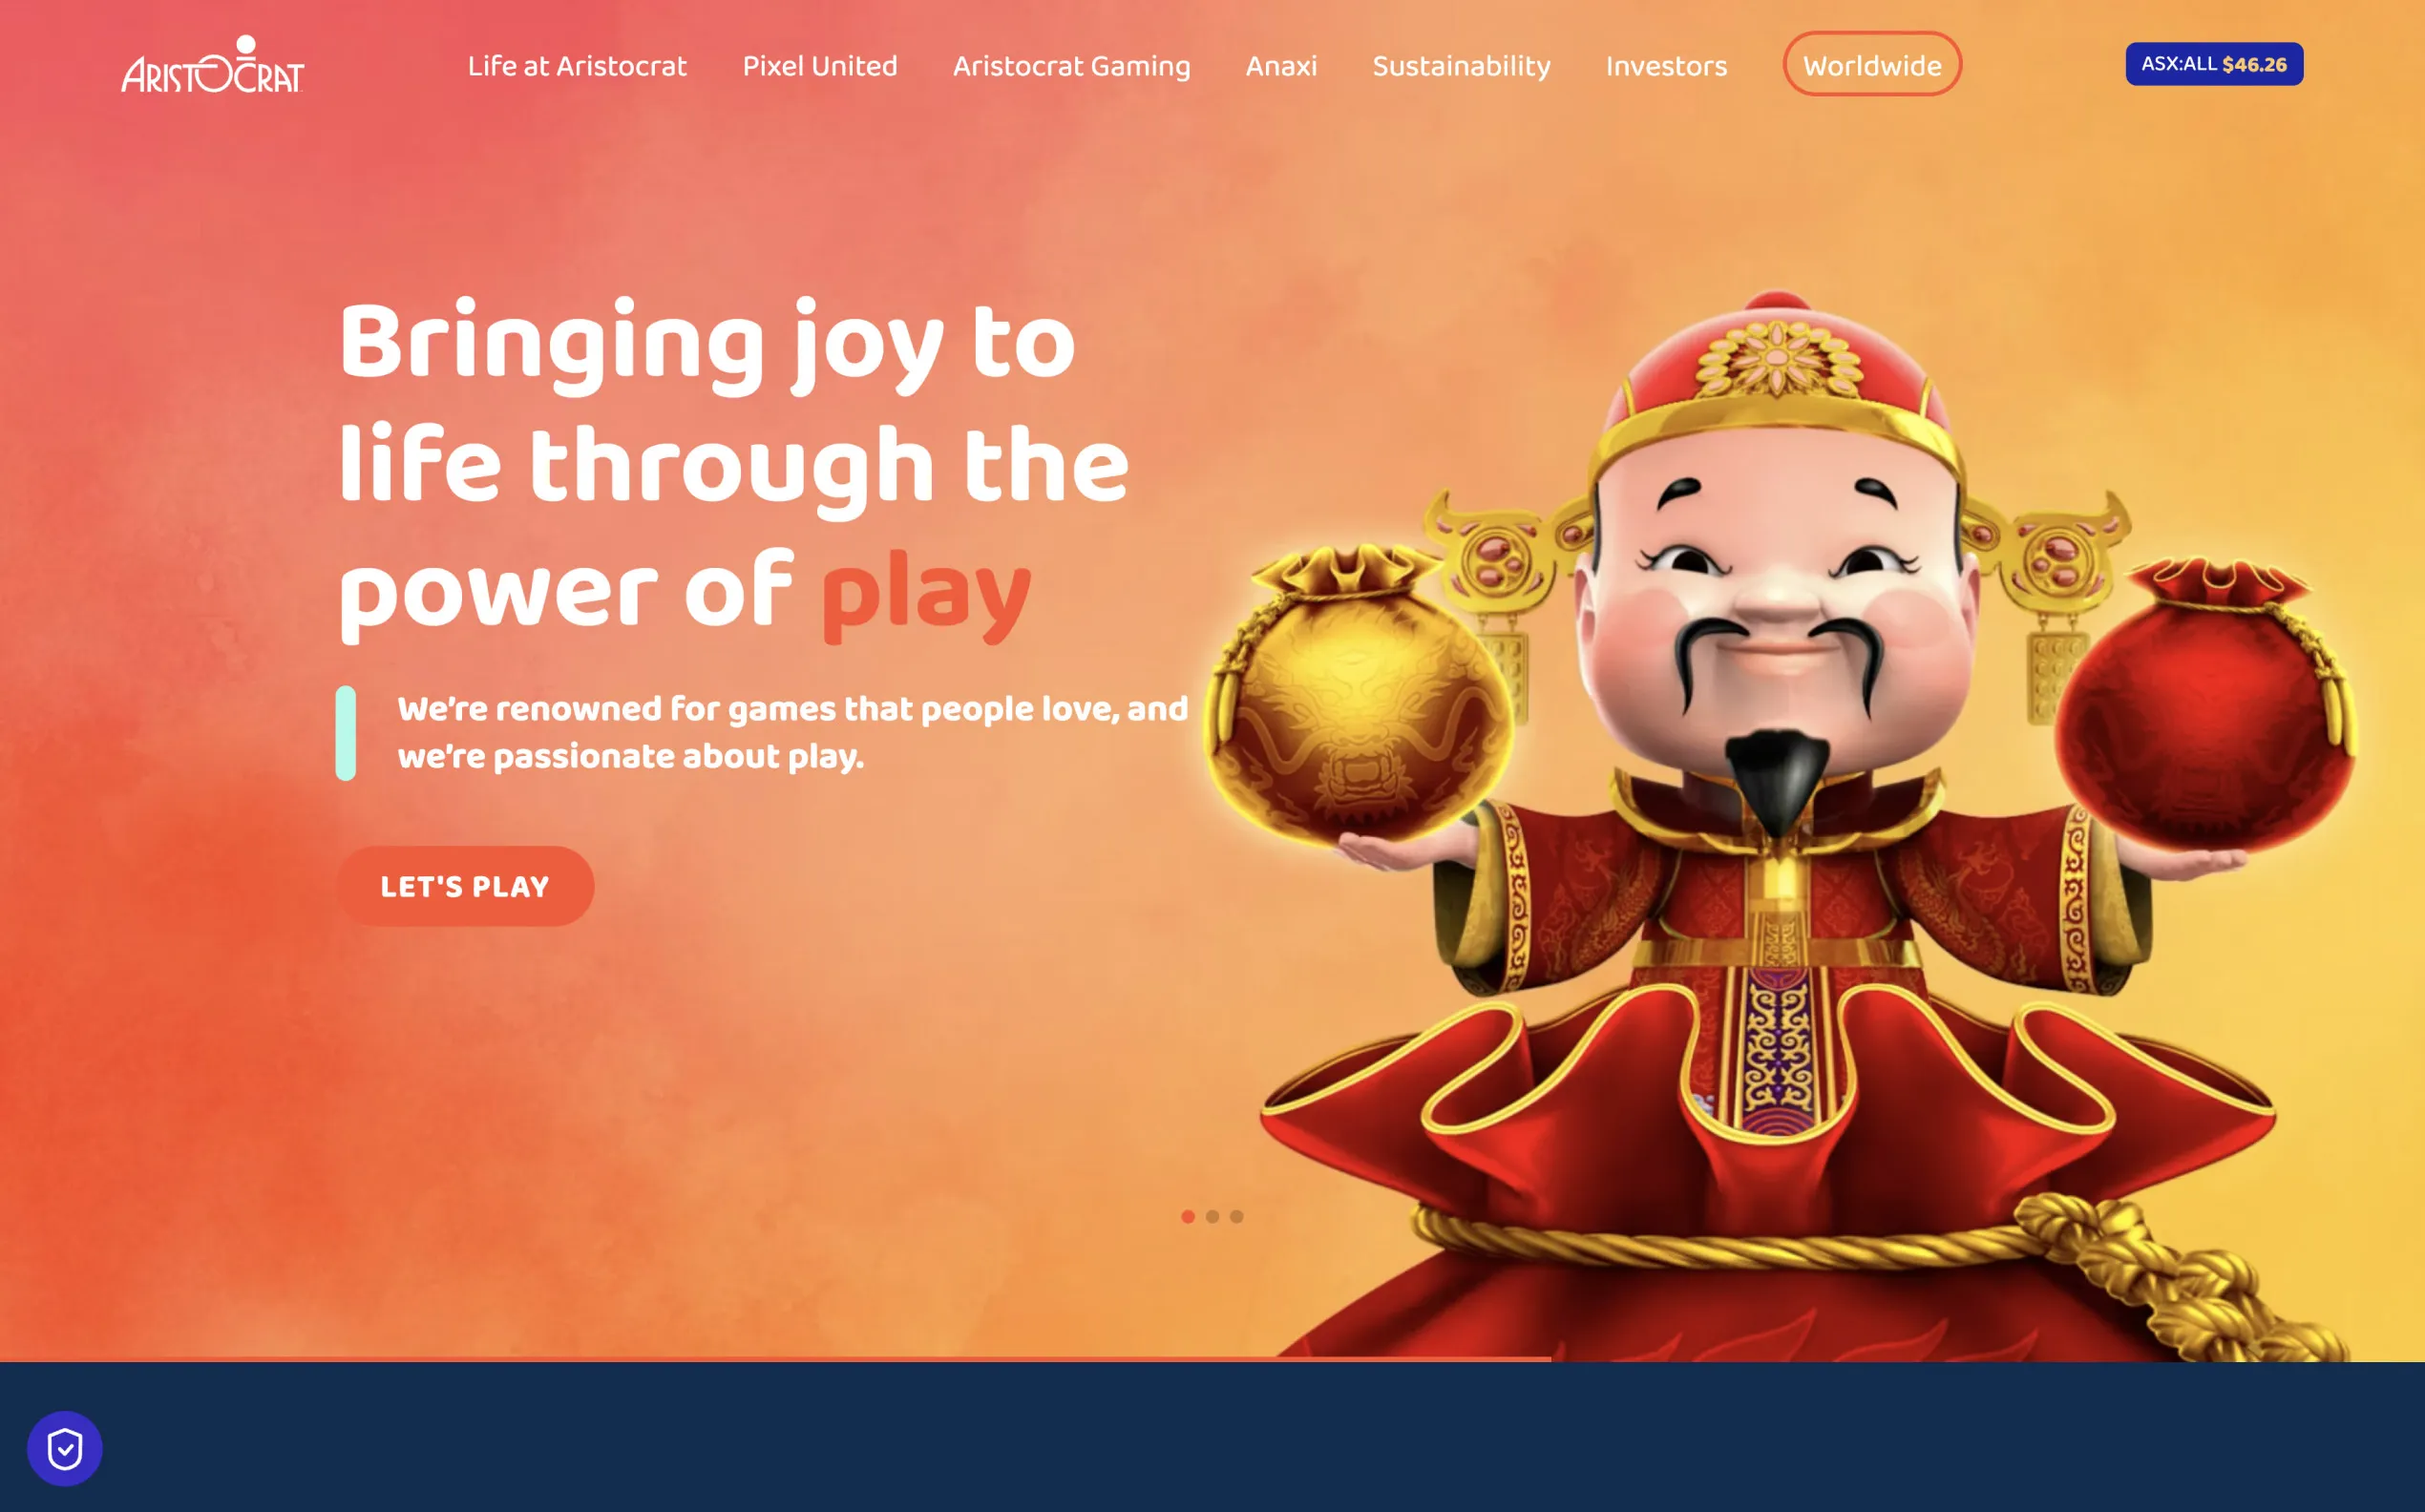 ARISTOCRAT
Life at Aristocrat
Pixel United
Aristocrat Gaming
Anaxi
Sustainability
Investors
Worldwide
ASX:ALL $46.26
Bringing joy to
life through the
power of play
We're renowned for games that people love, and
we're passionate about play.
LET'S PLAY